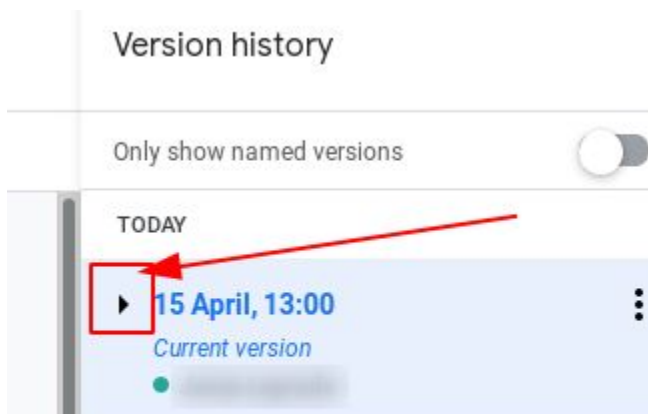 Version history
Only show named versions
TODAY
15 April, 13:00
Current version